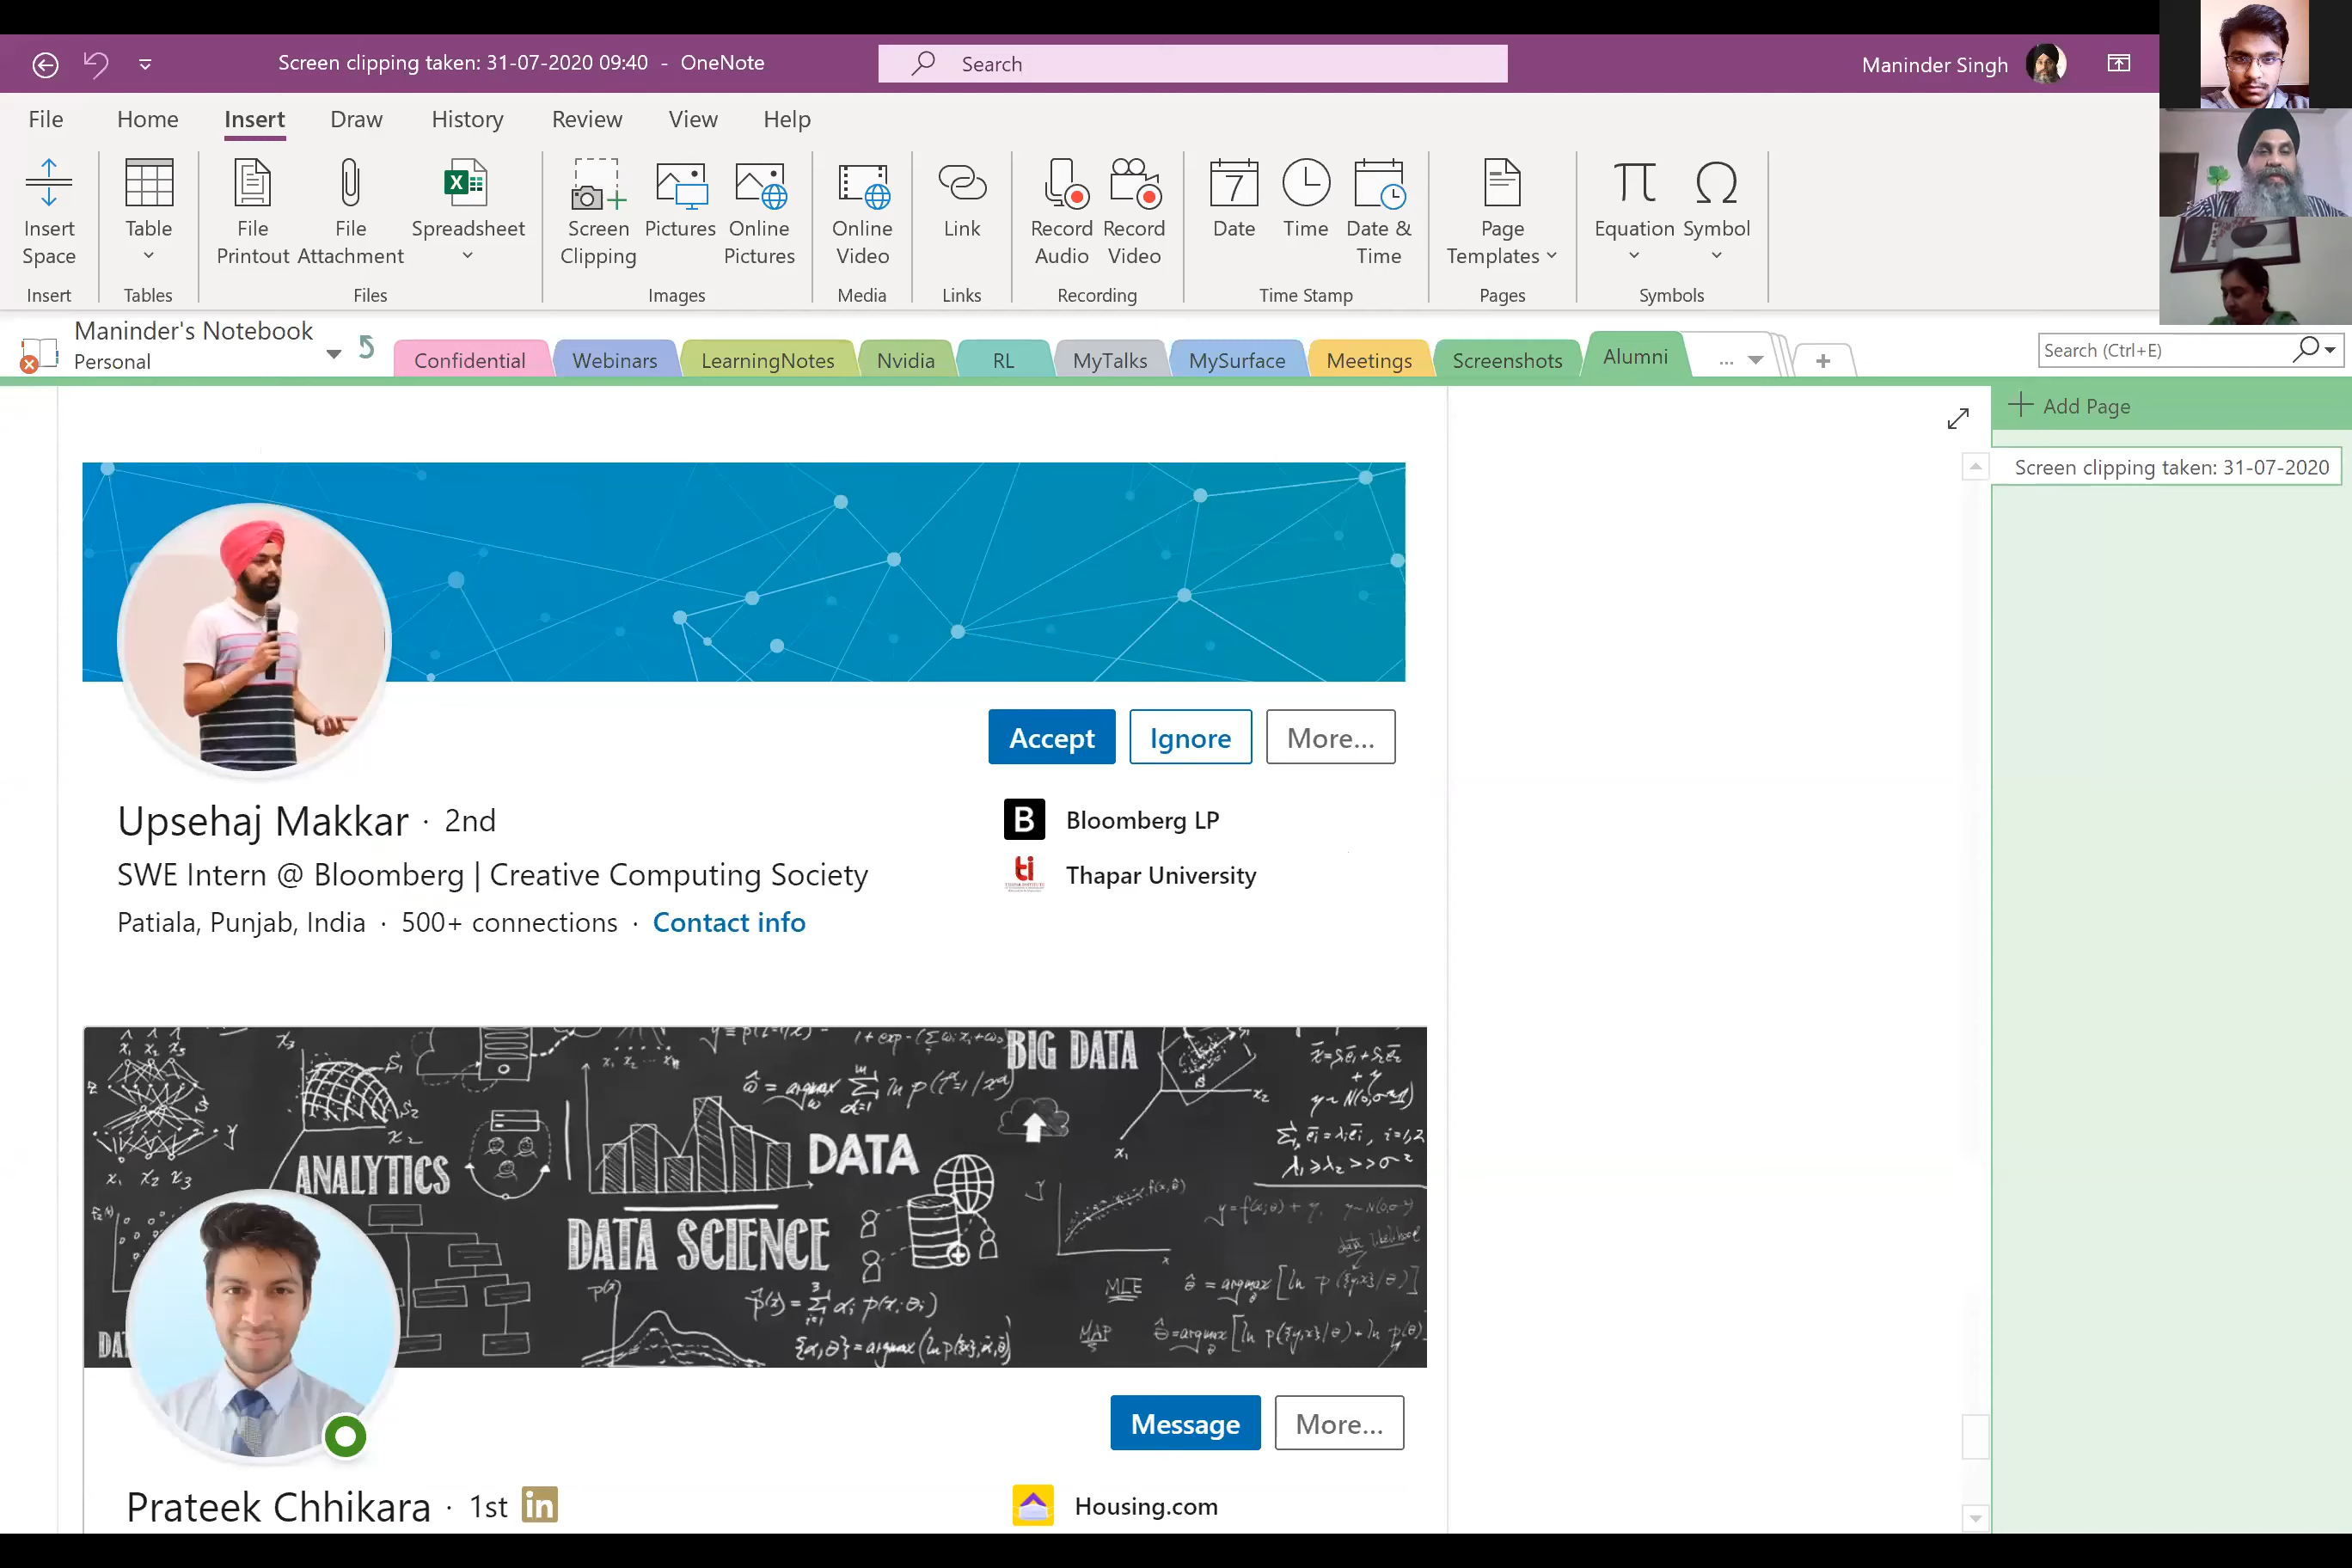 Screen clipping taken: 31-07-2020 09:40 - OneNote
Search
Maninder Singh
File Home Insert Draw History Review View Help
Insert Space
Table
File Printout
File Attachment
Spreadsheet
Screen Clipping
Pictures
Online Pictures
Online Video
Link
Record Audio
Record Video
7
Date
Time
Date & Time
Page Templates
π
Equation
Ω
Symbol
Insert Tables Files Images Media Links Recording Time Stamp Pages Symbols
Maninder's Notebook
Personal
Confidential Webinars LearningNotes Nvidia RL MyTalks MySurface Meetings Screenshots Alumni ...
Search (Ctrl+E)
Add Page
Screen clipping taken: 31-07-2020
Accept Ignore More...
Upsehaj Makkar · 2nd
SWE Intern @ Bloomberg | Creative Computing Society
Patiala, Punjab, India · 500+ connections · Contact info
B Bloomberg LP
ti Thapar University
BIG DATA
DATA
ANALYTICS
DATA SCIENCE
MLE
MAP
Message More...
Prateek Chhikara · 1st in
Housing.com